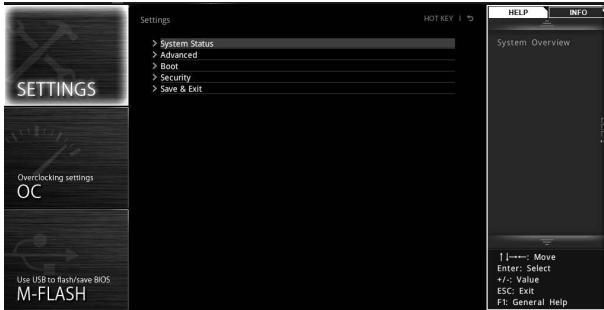 SETTINGS
Overclocking settings
OC
Use USB to flash/save BIOS
M-FLASH
Settings
HOT KEY |
> System Status
> Advanced
> Boot
> Security
> Save & Exit
HELP
INFO
System Overview
↑↓→←: Move
Enter: Select
+/-: Value
ESC: Exit
F1: General Help